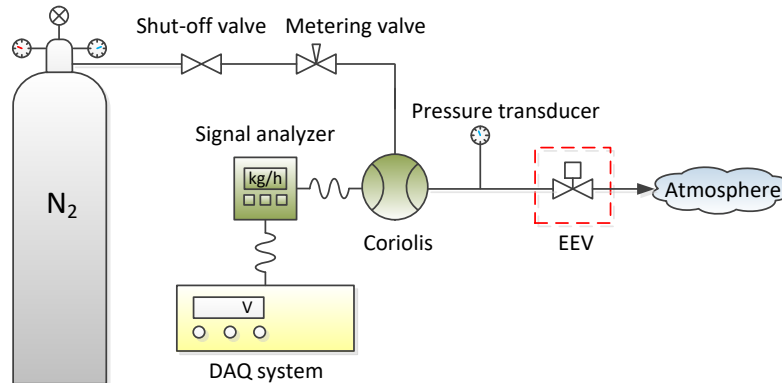 Shut-off valve
Metering valve
Pressure transducer
Signal analyzer
kg/h
N₂
Atmosphere
Coriolis
EEV
V
DAQ system